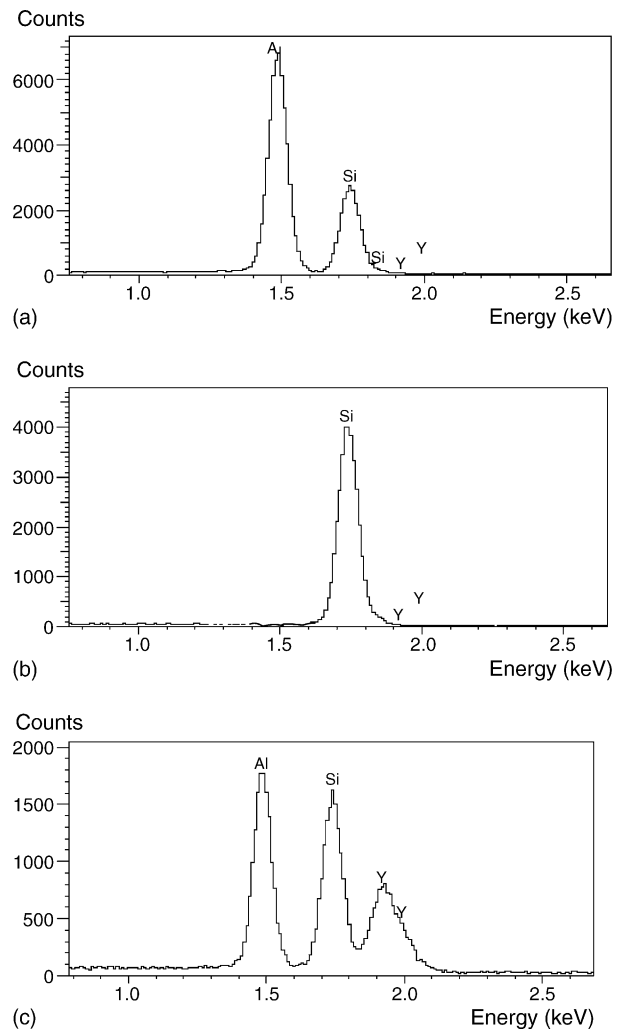 Counts
A
6000
Si
4000
2000
Si
Y
Y
0
1.0 1.5 2.0 2.5
(a) Energy (keV)
Counts
Si
4000
3000
2000
1000
Y
Y
0
1.0 1.5 2.0 2.5
(b) Energy (keV)
Counts
2000
Al
Si
1500
1000
Y
500
Y
0
1.0 1.5 2.0 2.5
(c) Energy (keV)